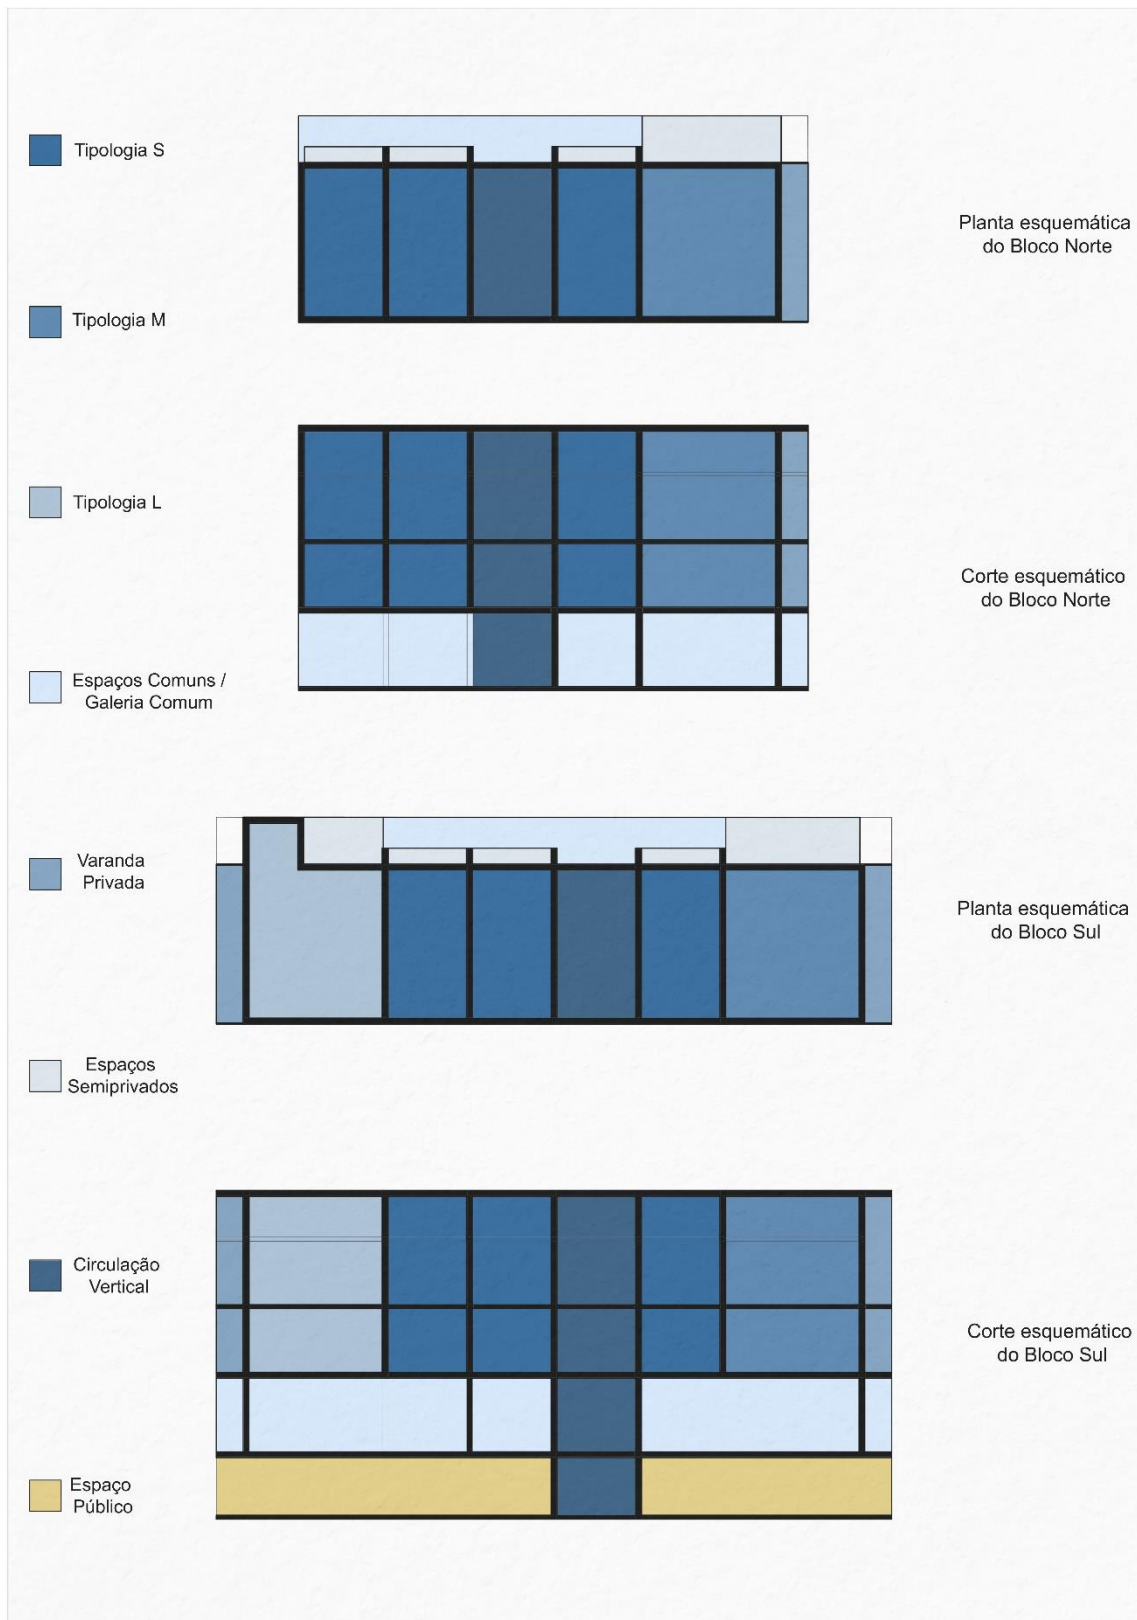 Tipologia S
Planta esquemática
do Bloco Norte
Tipologia M
Tipologia L
Corte esquemático
do Bloco Norte
Espaços Comuns /
Galeria Comum
Varanda
Privada
Planta esquemática
do Bloco Sul
Espaços
Semiprivados
Circulação
Vertical
Corte esquemático
do Bloco Sul
Espaço
Público